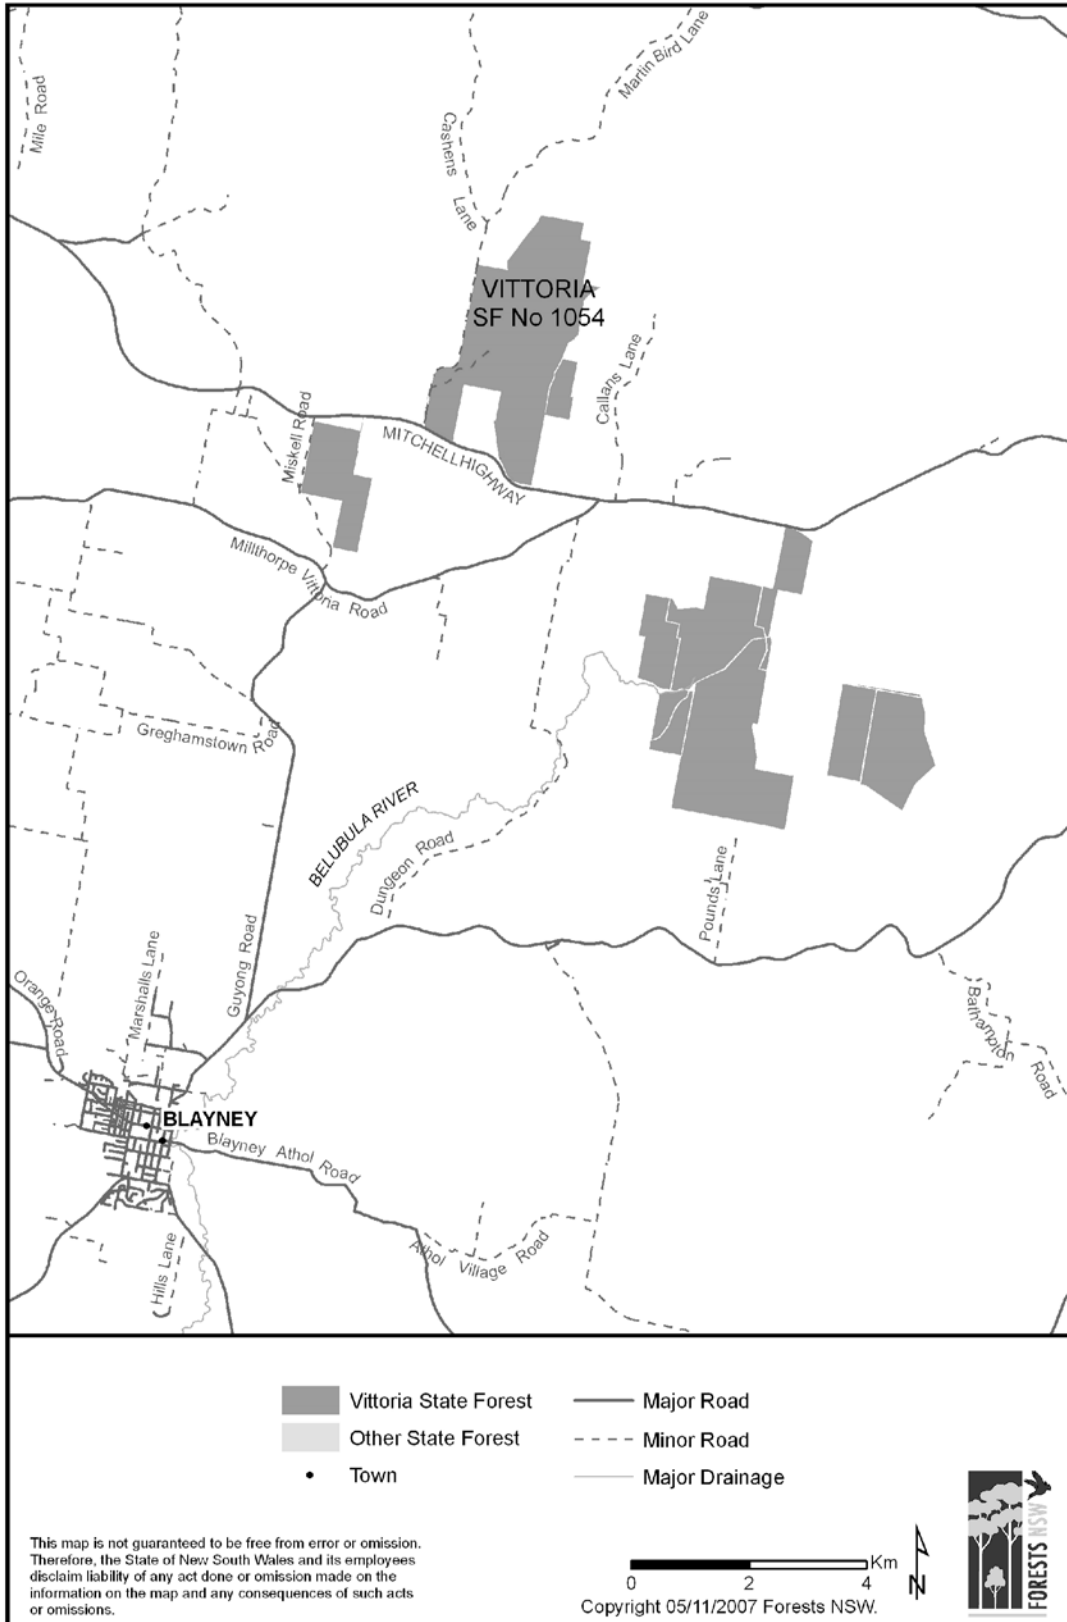 Mile Road
Cashens Lane
Martin Bird Lane
VITTORIA
SF No 1054
Callans Lane
Miskell Road
MITCHELLHIGHWAY
Millthorpe Vittoria Road
Greghamstown Road
BELUBULA RIVER
Dungeon Road
Pounds Lane
Guyong Road
Marshalls Lane
Orange Road
Bathampton Road
BLAYNEY
Blayney Athol Road
Athol Village Road
Hills Lane
Vittoria State Forest
Other State Forest
Town
Major Road
Minor Road
Major Drainage
This map is not guaranteed to be free from error or omission.
Therefore, the State of New South Wales and its employees
disclaim liability of any act done or omission made on the
information on the map and any consequences of such acts
or omissions.
Km
0 2 4
Copyright 05/11/2007 Forests NSW.
N
FORESTS NSW